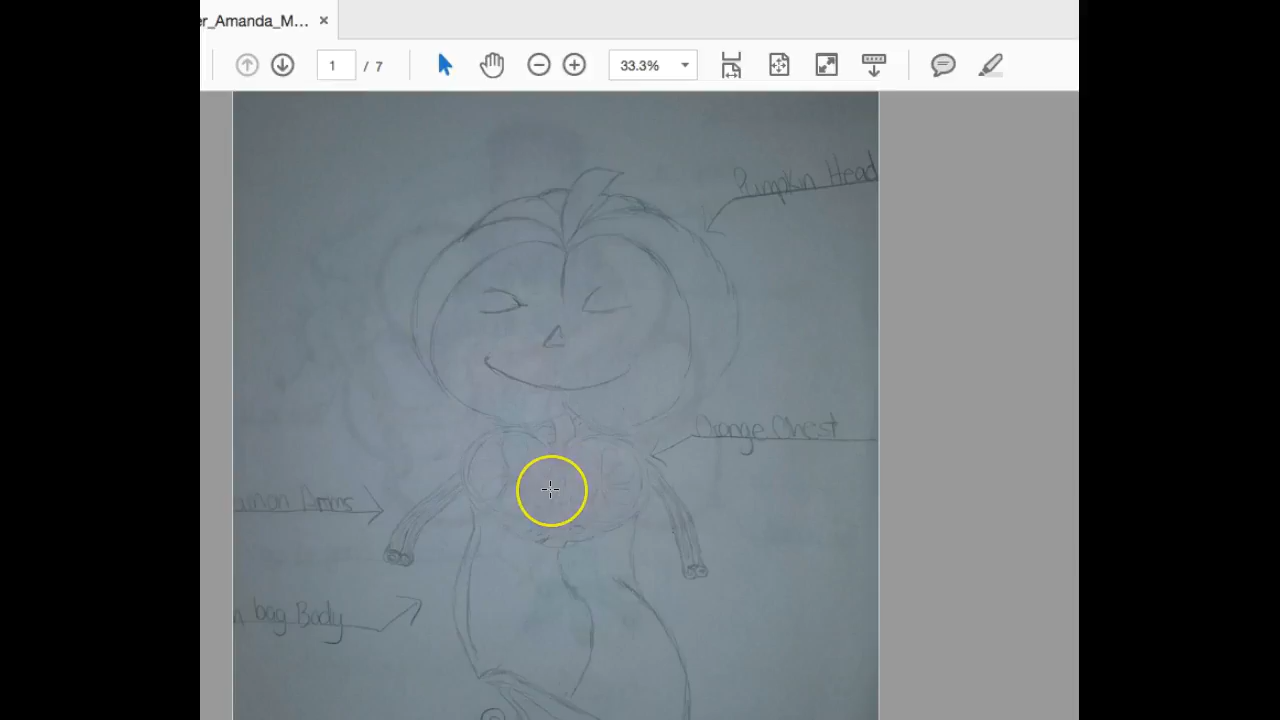 er_Amanda_M...
1 / 7
33.3%
Pumpkin Head
Orange Chest
Arms
bag Body